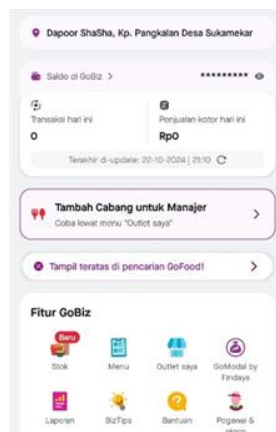 Dapoor ShaSha, Kp. Pangkalan Desa Sukamekar
Saldo di GoBiz >
*********
Transaksi hari ini
0
Penjualan kotor hari ini
Rp0
Terakhir di-update: 22-10-2024 | 21:10
Tambah Cabang untuk Manajer
Coba lewat menu "Outlet saya"
Tampil teratas di pencarian GoFood!
Fitur GoBiz
Baru
Stok
Menu
Outlet saya
GoModal by
Findaya
Laporan
BizTips
Bantuan
Pegawai &